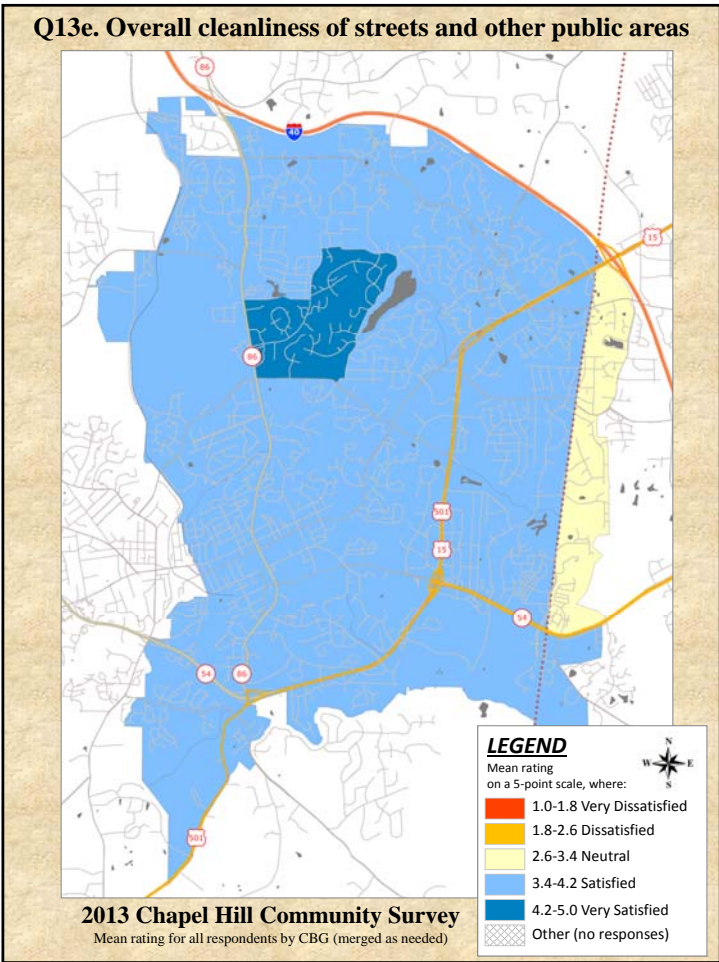 Q13e. Overall cleanliness of streets and other public areas
86
40
15
86
501
15
54
54
86
501
LEGEND
Mean rating
on a 5-point scale, where:
N
W
E
S
1.0-1.8 Very Dissatisfied
1.8-2.6 Dissatisfied
2.6-3.4 Neutral
3.4-4.2 Satisfied
4.2-5.0 Very Satisfied
Other (no responses)
2013 Chapel Hill Community Survey
Mean rating for all respondents by CBG (merged as needed)